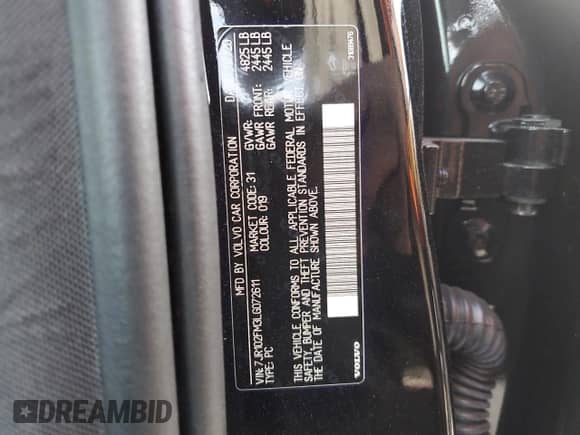 MFD BY VOLVO CAR CORPORATION
GVWR: 4825 LB
GAWR FRONT: 2445 LB
GAWR REAR: 2445 LB
VIN: 7JR102FM3LG072611
MARKET CODE: 31
TYPE: PC
COLOUR: 019
THIS VEHICLE CONFORMS TO ALL APPLICABLE FEDERAL MOTOR VEHICLE
SAFETY, BUMPER AND THEFT PREVENTION STANDARDS IN EFFECT ON
THE DATE OF MANUFACTURE SHOWN ABOVE.
VOLVO
DREAMBID